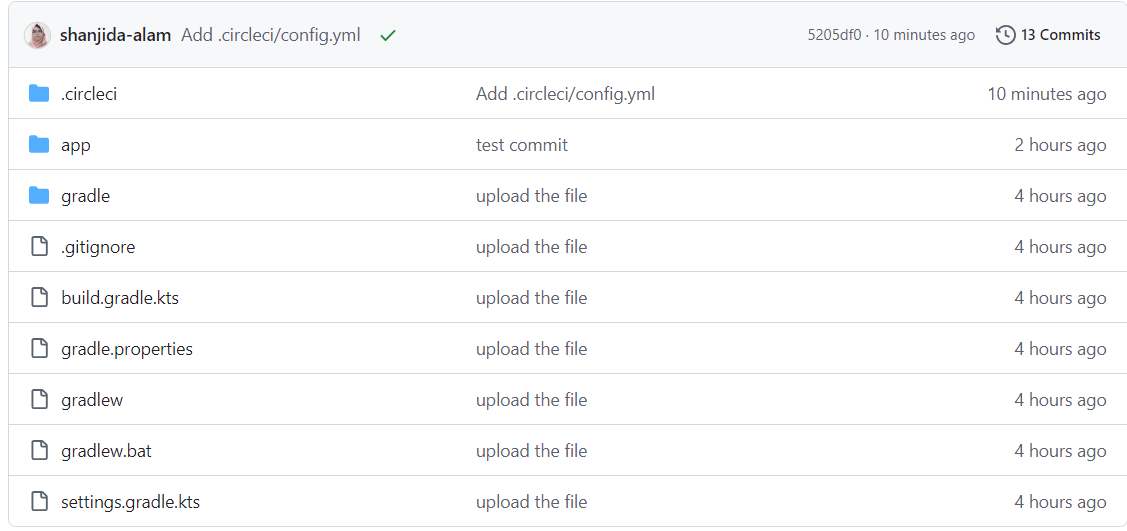 shanjida-alam Add .circleci/config.yml 5205df0 · 10 minutes ago 13 Commits
.circleci Add .circleci/config.yml 10 minutes ago
app test commit 2 hours ago
gradle upload the file 4 hours ago
.gitignore upload the file 4 hours ago
build.gradle.kts upload the file 4 hours ago
gradle.properties upload the file 4 hours ago
gradlew upload the file 4 hours ago
gradlew.bat upload the file 4 hours ago
settings.gradle.kts upload the file 4 hours ago